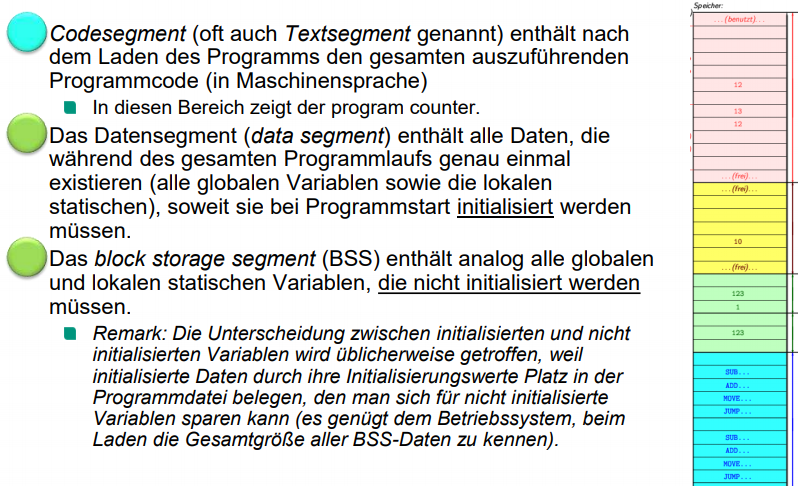 Codesegment (oft auch Textsegment genannt) enthält nach
dem Laden des Programms den gesamten auszuführenden
Programmcode (in Maschinensprache)
In diesen Bereich zeigt der program counter.
Das Datensegment (data segment) enthält alle Daten, die
während des gesamten Programmlaufs genau einmal
existieren (alle globalen Variablen sowie die lokalen
statischen), soweit sie bei Programmstart initialisiert werden
müssen.
Das block storage segment (BSS) enthält analog alle globalen
und lokalen statischen Variablen, die nicht initialisiert werden
müssen.
Remark: Die Unterscheidung zwischen initialisierten und nicht
initialisierten Variablen wird üblicherweise getroffen, weil
initialisierte Daten durch ihre Initialisierungswerte Platz in der
Programmdatei belegen, den man sich für nicht initialisierte
Variablen sparen kann (es genügt dem Betriebssystem, beim
Laden die Gesamtgröße aller BSS-Daten zu kennen).
Speicher:
...(benutzt)...
12
13
12
...(frei)...
...(frei)...
10
...(frei)...
123
1
123
SUB...
ADD...
MOVE...
JUMP...
SUB...
ADD...
MOVE...
JUMP...